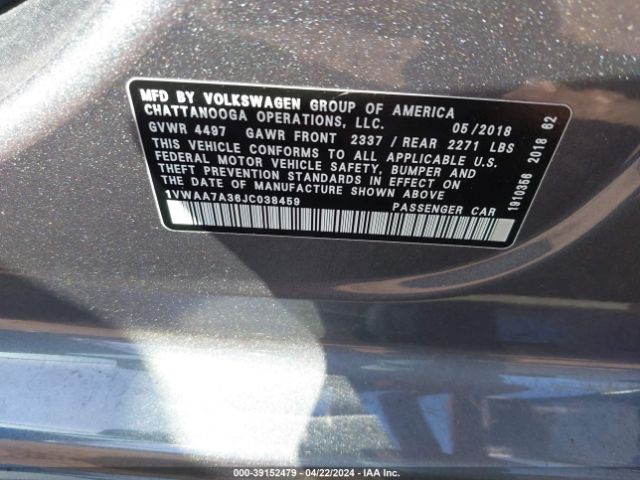 MFD BY VOLKSWAGEN GROUP OF AMERICA
CHATTANOOGA OPERATIONS, LLC. 05/2018
GVWR 4497 GAWR FRONT 2337 / REAR 2271 LBS
THIS VEHICLE CONFORMS TO ALL APPLICABLE U.S.
FEDERAL MOTOR VEHICLE SAFETY, BUMPER AND
THEFT PREVENTION STANDARDS IN EFFECT ON
THE DATE OF MANUFACTURE SHOWN ABOVE
1VWAA7A36JC038459 PASSENGER CAR
1910356 2018 62
000-39152479 - 04/22/2024 - IAA Inc.